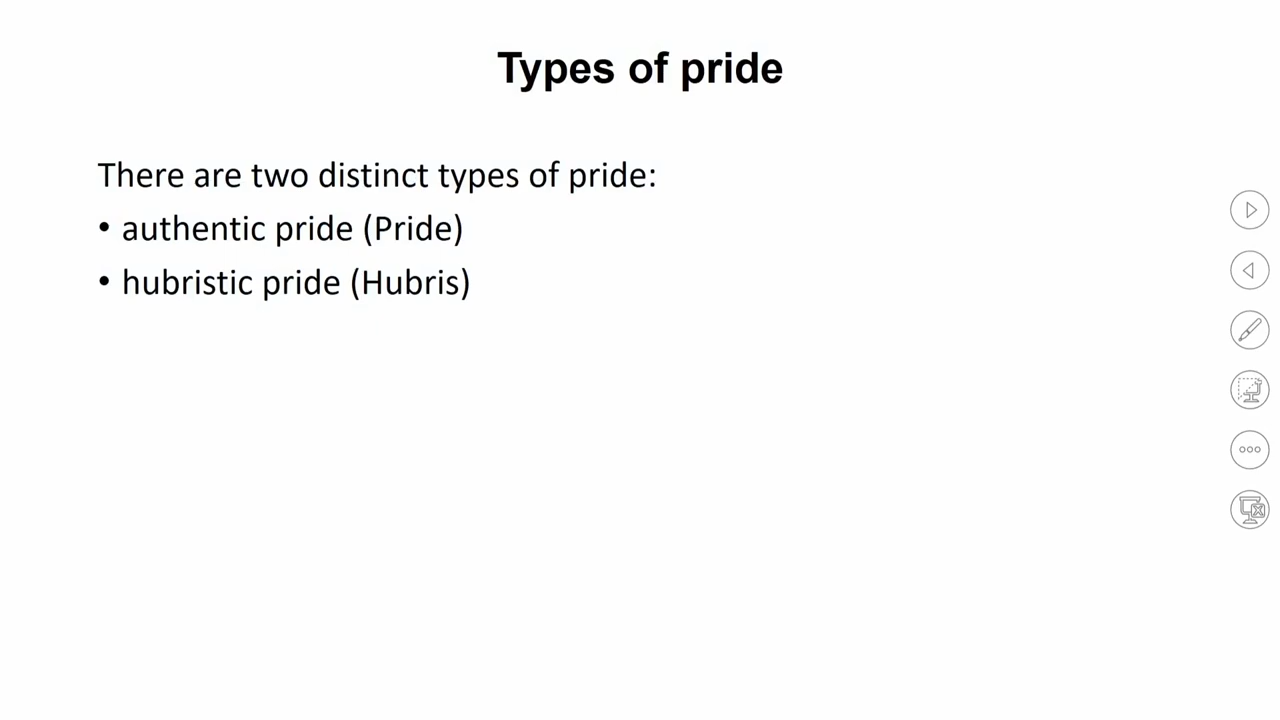 Types of pride
There are two distinct types of pride:
• authentic pride (Pride)
• hubristic pride (Hubris)